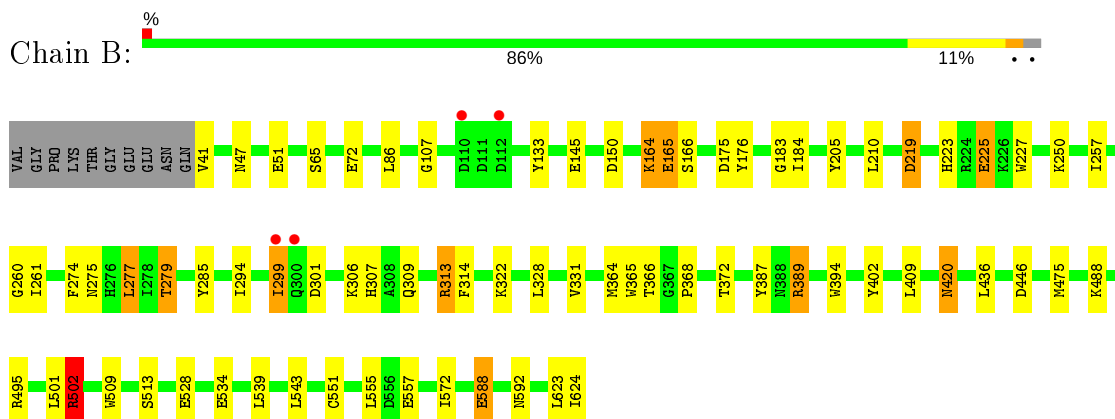 %
Chain B:
86% 11% • •
VAL GLY PRO LYS THR GLY GLU GLU ASN GLN V41 N47 E51 S65 E72 L86 G107 D110 D111 D112 Y133 E145 D150 K164 E165 S166 D175 Y176 G183 I184 Y205 L210 D219 H223 R224 E225 K226 W227 K250 I257
G260 I261 F274 N275 H276 L277 I278 T279 Y285 I294 I299 Q300 D301 K306 H307 A308 Q309 R313 F314 K322 L328 V331 M364 W365 T366 G367 P368 T372 Y387 N388 R389 W394 Y402 L409 N420 L436 D446 M475 K488
R495 L501 R502 W509 S513 E528 E534 L539 L543 C551 L555 D556 E557 I572 E588 N592 L623 I624